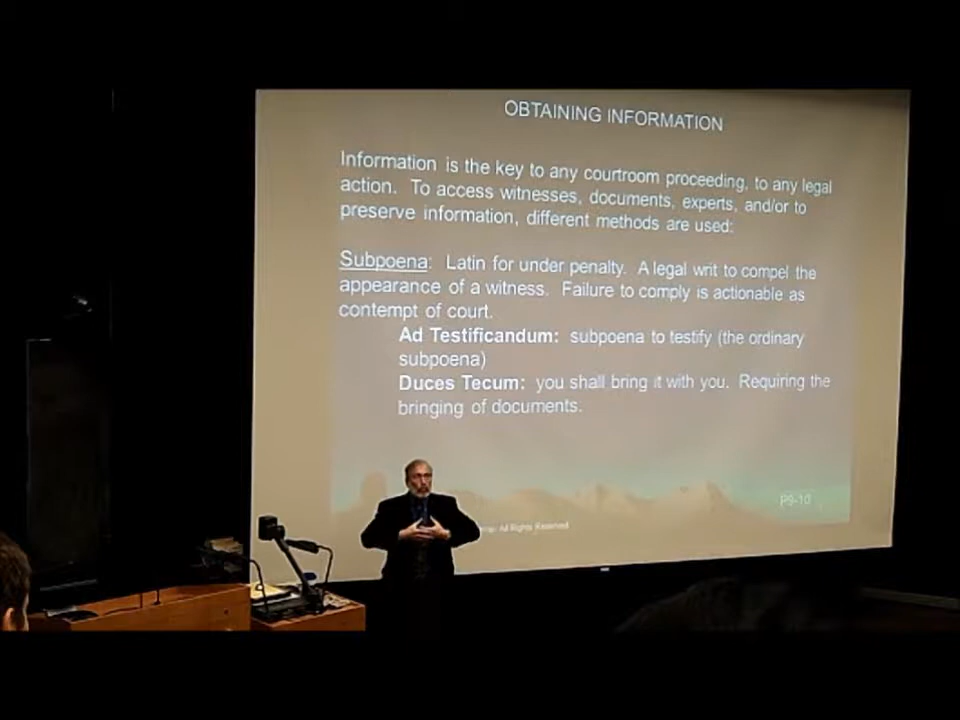 OBTAINING INFORMATION
Information is the key to any courtroom proceeding, to any legal
action. To access witnesses, documents, experts, and/or to
preserve information, different methods are used:
Subpoena: Latin for under penalty. A legal writ to compel the
appearance of a witness. Failure to comply is actionable as
contempt of court.
Ad Testificandum: subpoena to testify (the ordinary
subpoena)
Duces Tecum: you shall bring it with you. Requiring the
bringing of documents.
P9-10
All Rights Reserved